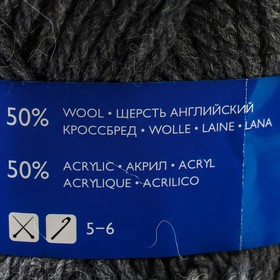 50% WOOL • ШЕРСТЬ АНГЛИЙСКИЙ
КРОССБРЕД • WOLLE • LAINE • LANA
50% ACRYLIC • АКРИЛ • ACRYL
ACRYLIQUE • ACRILICO
5–6